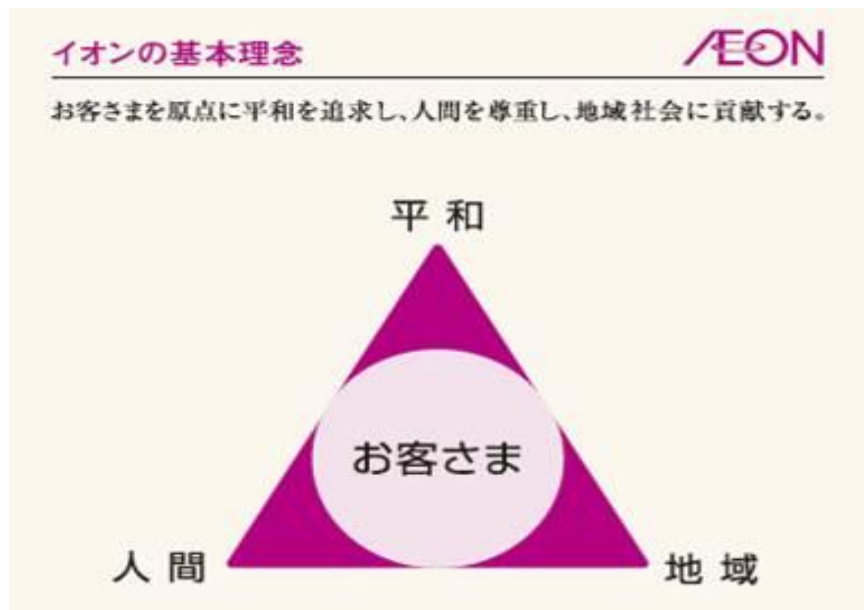 イオンの基本理念
ÆON
お客さまを原点に平和を追求し、人間を尊重し、地域社会に貢献する。
平和
お客さま
人間
地域